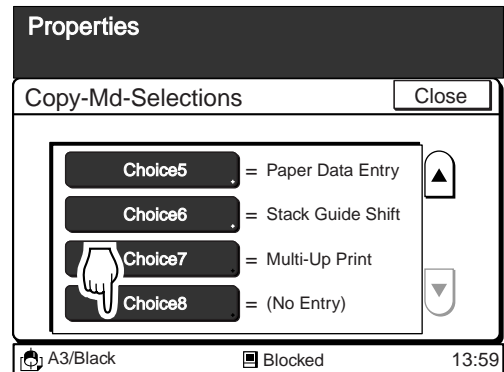 Properties
Copy-Md-Selections Close
Choice5 = Paper Data Entry
Choice6 = Stack Guide Shift
Choice7 = Multi-Up Print
Choice8 = (No Entry)
A3/Black Blocked 13:59